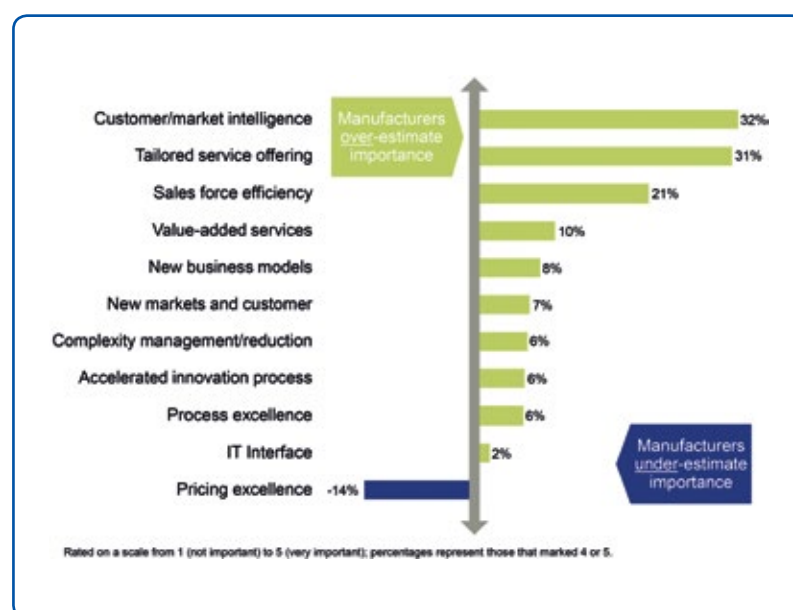 Manufacturers
over-estimate
importance
Customer/market intelligence 32%
Tailored service offering 31%
Sales force efficiency 21%
Value-added services 10%
New business models 8%
New markets and customer 7%
Complexity management/reduction 6%
Accelerated innovation process 6%
Process excellence 6%
IT Interface 2%
Pricing excellence -14%
Manufacturers
under-estimate
importance
Rated on a scale from 1 (not important) to 5 (very important); percentages represent those that marked 4 or 5.